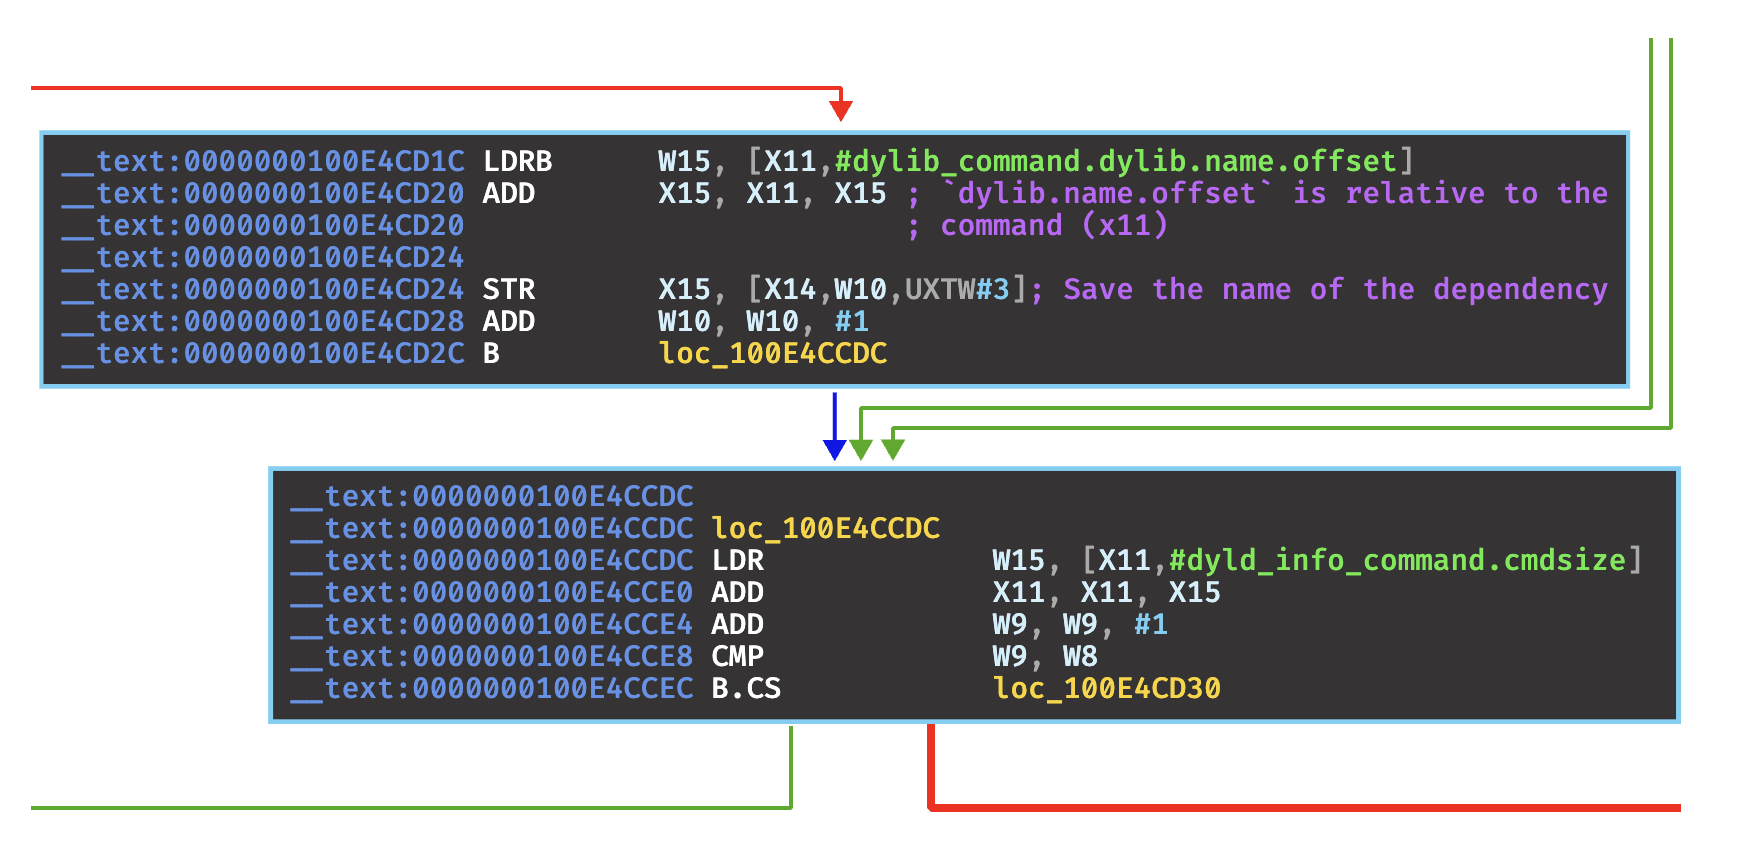 __text:0000000100E4CD1C LDRB W15, [X11,#dylib_command.dylib.name.offset]
__text:0000000100E4CD20 ADD X15, X11, X15 ; `dylib.name.offset` is relative to the
__text:0000000100E4CD20 ; command (x11)
__text:0000000100E4CD24
__text:0000000100E4CD24 STR X15, [X14,W10,UXTW#3]; Save the name of the dependency
__text:0000000100E4CD28 ADD W10, W10, #1
__text:0000000100E4CD2C B loc_100E4CCDC
__text:0000000100E4CCDC
__text:0000000100E4CCDC loc_100E4CCDC
__text:0000000100E4CCDC LDR W15, [X11,#dyld_info_command.cmdsize]
__text:0000000100E4CCE0 ADD X11, X11, X15
__text:0000000100E4CCE4 ADD W9, W9, #1
__text:0000000100E4CCE8 CMP W9, W8
__text:0000000100E4CCEC B.CS loc_100E4CD30